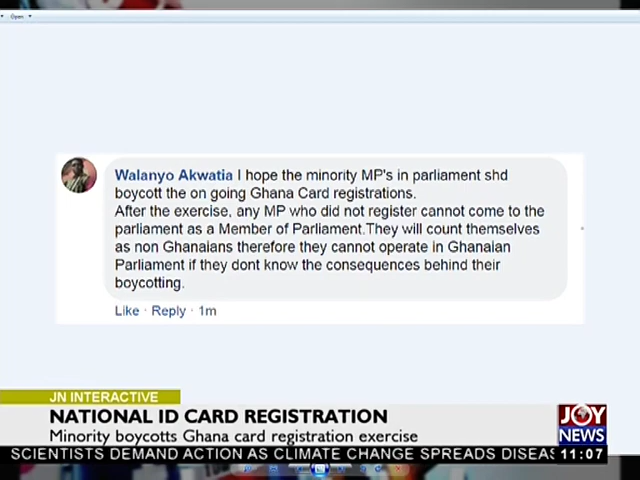 Open
Walanyo Akwatia I hope the minority MP's in parliament shd
boycott the on going Ghana Card registrations.
After the exercise, any MP who did not register cannot come to the
parliament as a Member of Parliament.They will count themselves
as non Ghanaians therefore they cannot operate in Ghanaian
Parliament if they dont know the consequences behind their
boycotting.
Like · Reply · 1m
JN INTERACTIVE
NATIONAL ID CARD REGISTRATION
Minority boycotts Ghana card registration exercise
JOY
NEWS
SCIENTISTS DEMAND ACTION AS CLIMATE CHANGE SPREADS DISEAS
11:07